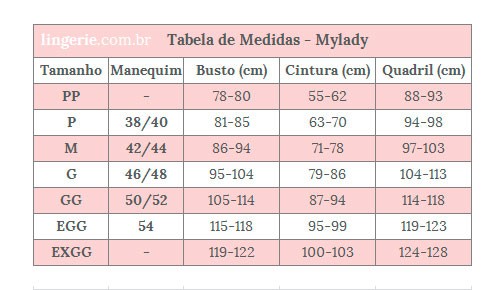 lingerie.com.br Tabela de Medidas - Mylady
Tamanho Manequim Busto (cm) Cintura (cm) Quadril (cm)
PP - 78-80 55-62 88-93
P 38/40 81-85 63-70 94-98
M 42/44 86-94 71-78 97-103
G 46/48 95-104 79-86 104-113
GG 50/52 105-114 87-94 114-118
EGG 54 115-118 95-99 119-123
EXGG - 119-122 100-103 124-128